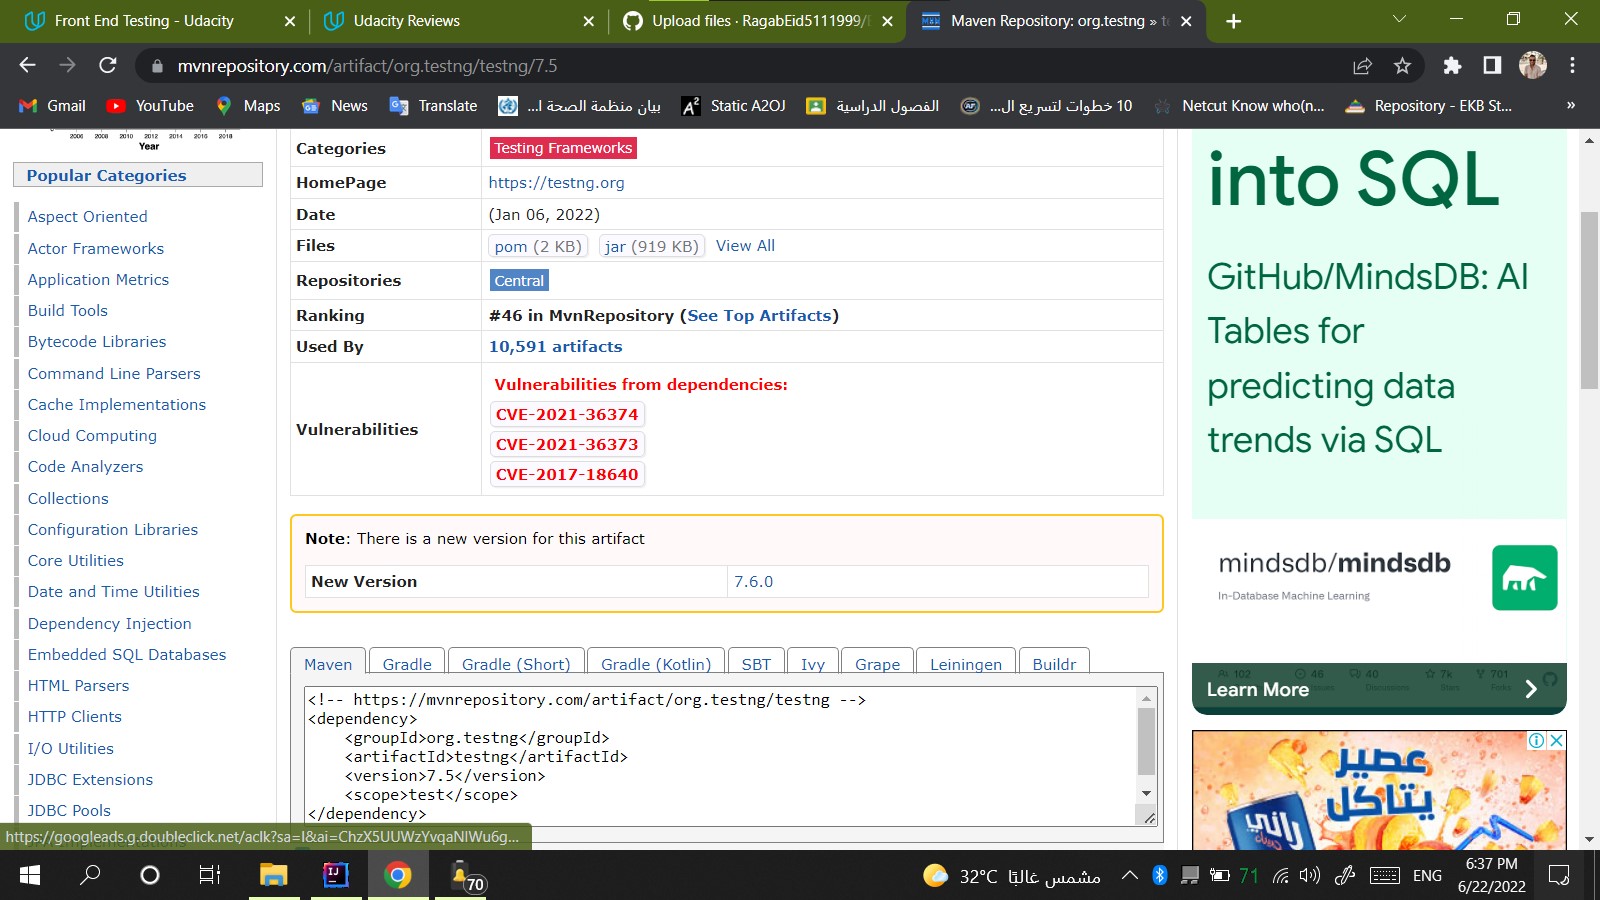 Front End Testing - Udacity
Udacity Reviews
Upload files · RagabEid5111999/
Maven Repository: org.testng » te
mvnrepository.com/artifact/org.testng/testng/7.5
Gmail
YouTube
Maps
News
Translate
بيان منظمة الصحة ا...
Static A2OJ
الفصول الدراسية
10 خطوات لتسريع ال...
Netcut Know who(n...
Repository - EKB St...
»
2006 2008 2010 2012 2014 2016 2018
Year
Popular Categories
Aspect Oriented
Actor Frameworks
Application Metrics
Build Tools
Bytecode Libraries
Command Line Parsers
Cache Implementations
Cloud Computing
Code Analyzers
Collections
Configuration Libraries
Core Utilities
Date and Time Utilities
Dependency Injection
Embedded SQL Databases
HTML Parsers
HTTP Clients
I/O Utilities
JDBC Extensions
JDBC Pools
Categories
Testing Frameworks
HomePage
https://testng.org
Date
(Jan 06, 2022)
Files
pom (2 KB) jar (919 KB) View All
Repositories
Central
Ranking
#46 in MvnRepository (See Top Artifacts)
Used By
10,591 artifacts
Vulnerabilities
Vulnerabilities from dependencies:
CVE-2021-36374
CVE-2021-36373
CVE-2017-18640
Note: There is a new version for this artifact
New Version
7.6.0
Maven
Gradle
Gradle (Short)
Gradle (Kotlin)
SBT
Ivy
Grape
Leiningen
Buildr
<!-- https://mvnrepository.com/artifact/org.testng/testng -->
<dependency>
<groupId>org.testng</groupId>
<artifactId>testng</artifactId>
<version>7.5</version>
<scope>test</scope>
</dependency>
into SQL
GitHub/MindsDB: AI
Tables for
predicting data
trends via SQL
mindsdb/mindsdb
In-Database Machine Learning
102
46
40
7k
701
Discussions
Stars
Forks
Learn More
عصير
يتاكل
راني
https://googleads.g.doubleclick.net/aclk?sa=l&ai=ChzX5UUWzYvqaNIWu6g...
70
32°C مشمس غالبًا
71
ENG
6:37 PM
6/22/2022